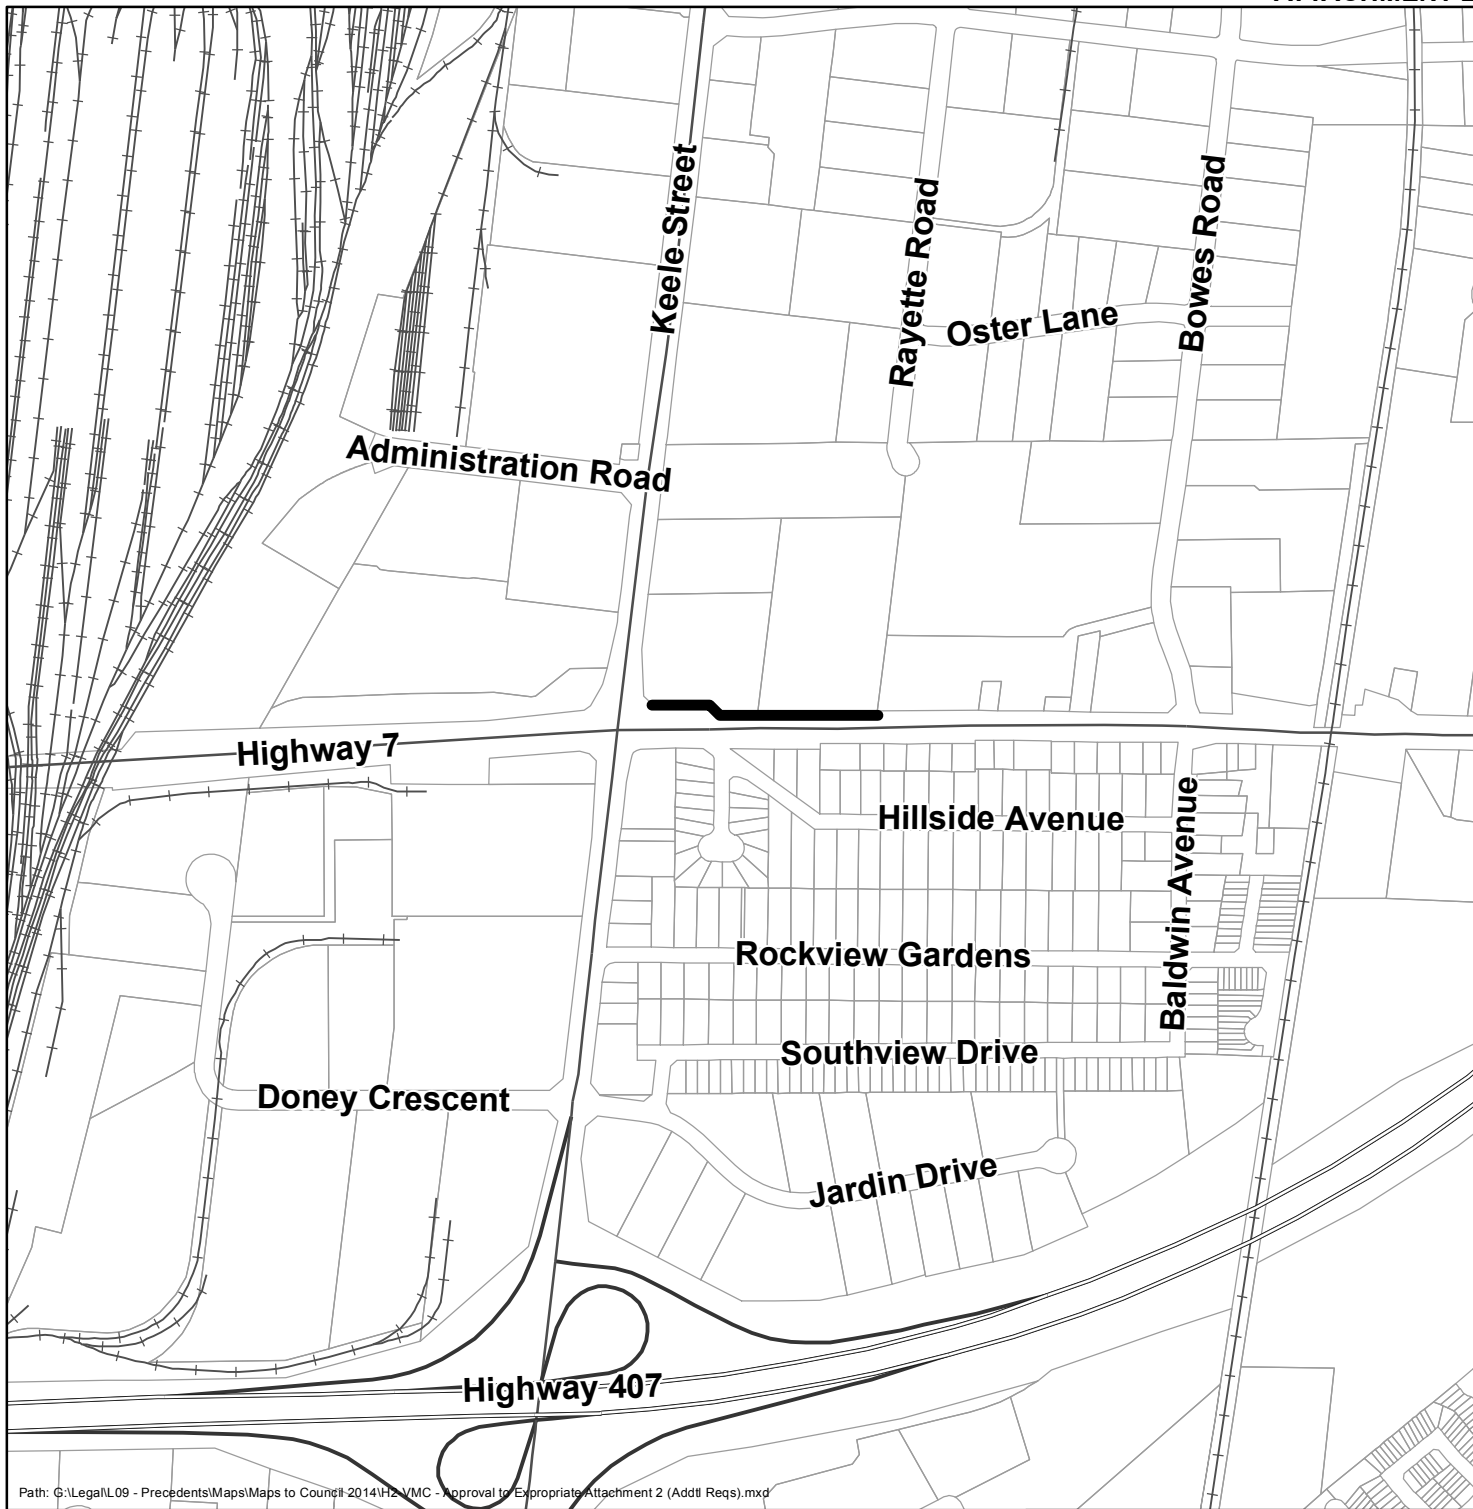 Keele Street
Rayette Road
Bowes Road
Oster Lane
Administration Road
Highway 7
Hillside Avenue
Baldwin Avenue
Rockview Gardens
Southview Drive
Doney Crescent
Jardin Drive
Highway 407
Path: G:\Legal\L09 - Precedents\Maps\Maps to Council 2014\H2-VMC - Approval to Expropriate Attachment 2 (Addtl Reqs).mxd